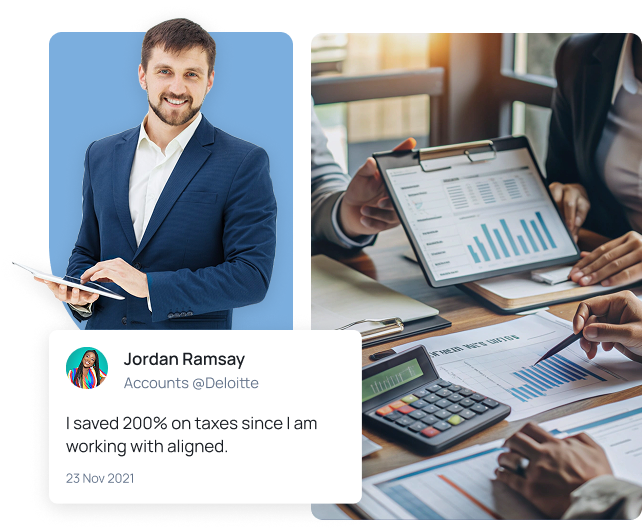 Jordan Ramsay
Accounts @Deloitte
I saved 200% on taxes since I am
working with aligned.
23 Nov 2021